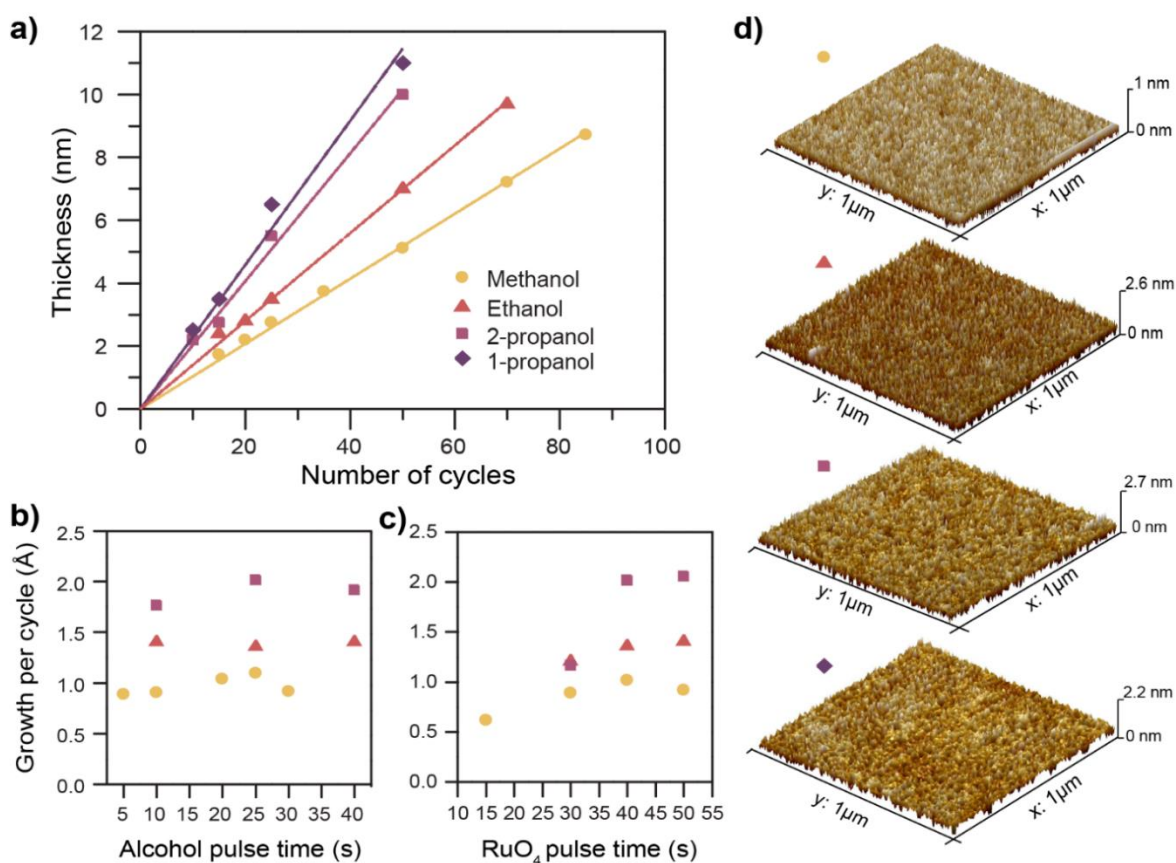 a)
12
10
8
6
4
2
0
Thickness (nm)
0 20 40 60 80 100
Number of cycles
Methanol
Ethanol
2-propanol
1-propanol
b)
2.5
2.0
1.5
1.0
0.5
0.0
Growth per cycle (Å)
5 10 15 20 25 30 35 40
Alcohol pulse time (s)
c)
2.5
2.0
1.5
1.0
0.5
0.0
10 15 20 25 30 35 40 45 50 55
RuO₄ pulse time (s)
d)
1 nm
0 nm
y: 1µm
x: 1µm
2.6 nm
0 nm
y: 1µm
x: 1µm
2.7 nm
0 nm
y: 1µm
x: 1µm
2.2 nm
0 nm
y: 1µm
x: 1µm